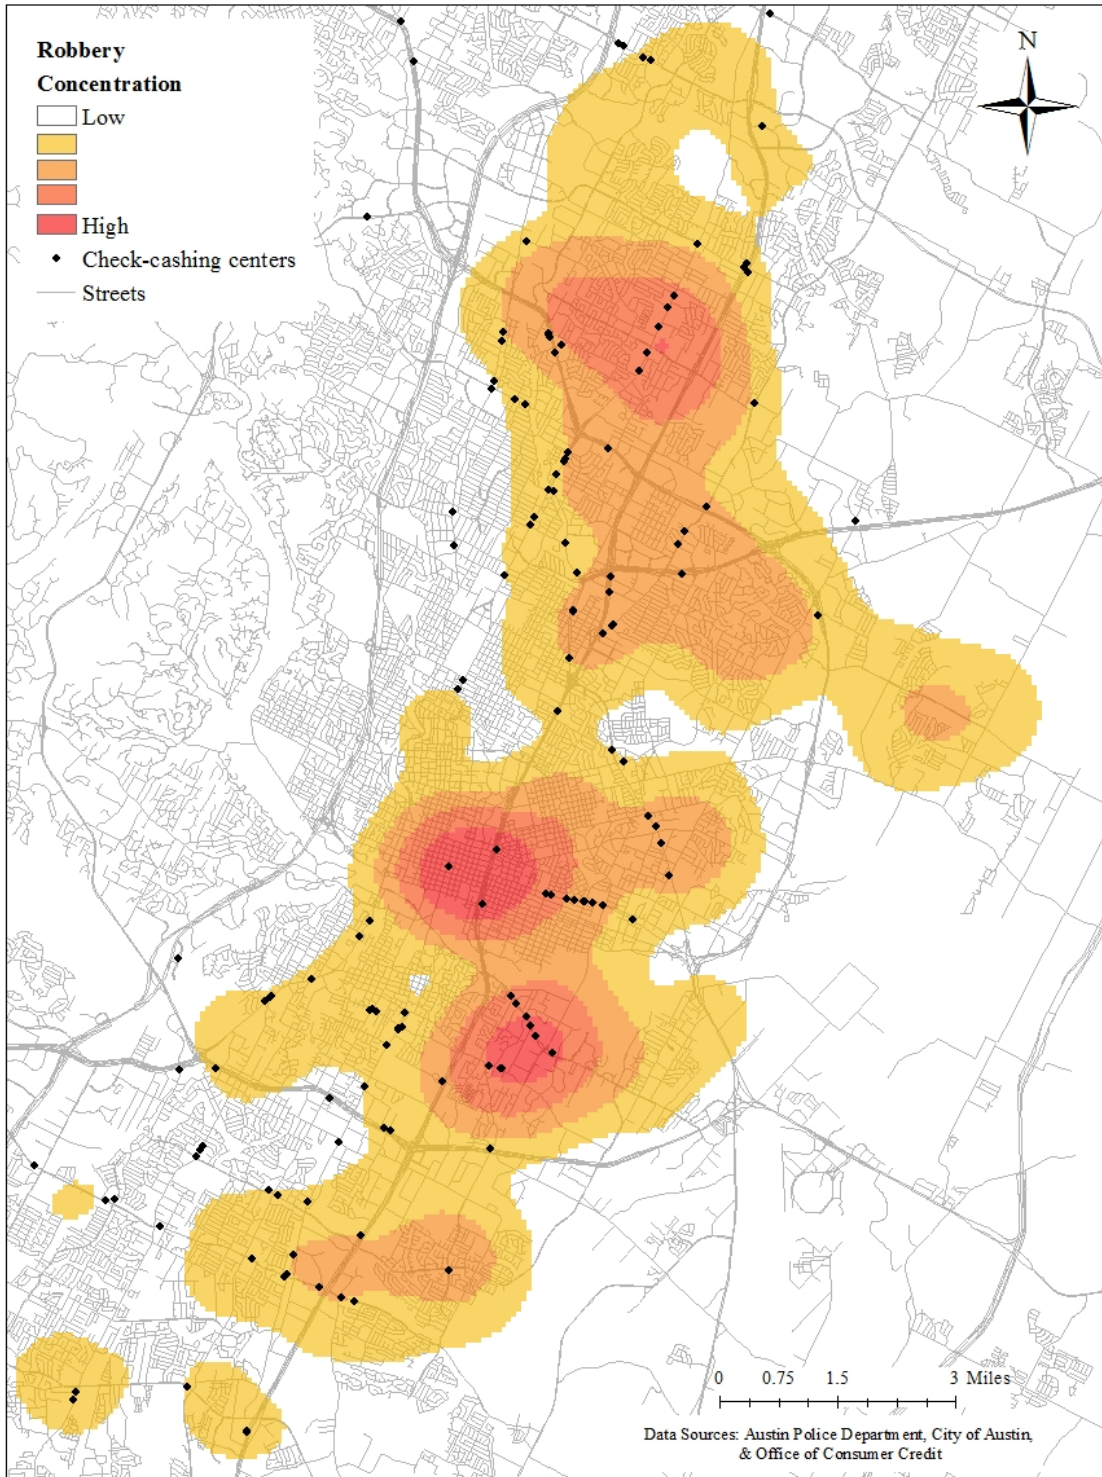 Robbery
Concentration
Low
High
Check-cashing centers
Streets
N
0 0.75 1.5 3 Miles
Data Sources: Austin Police Department, City of Austin,
& Office of Consumer Credit